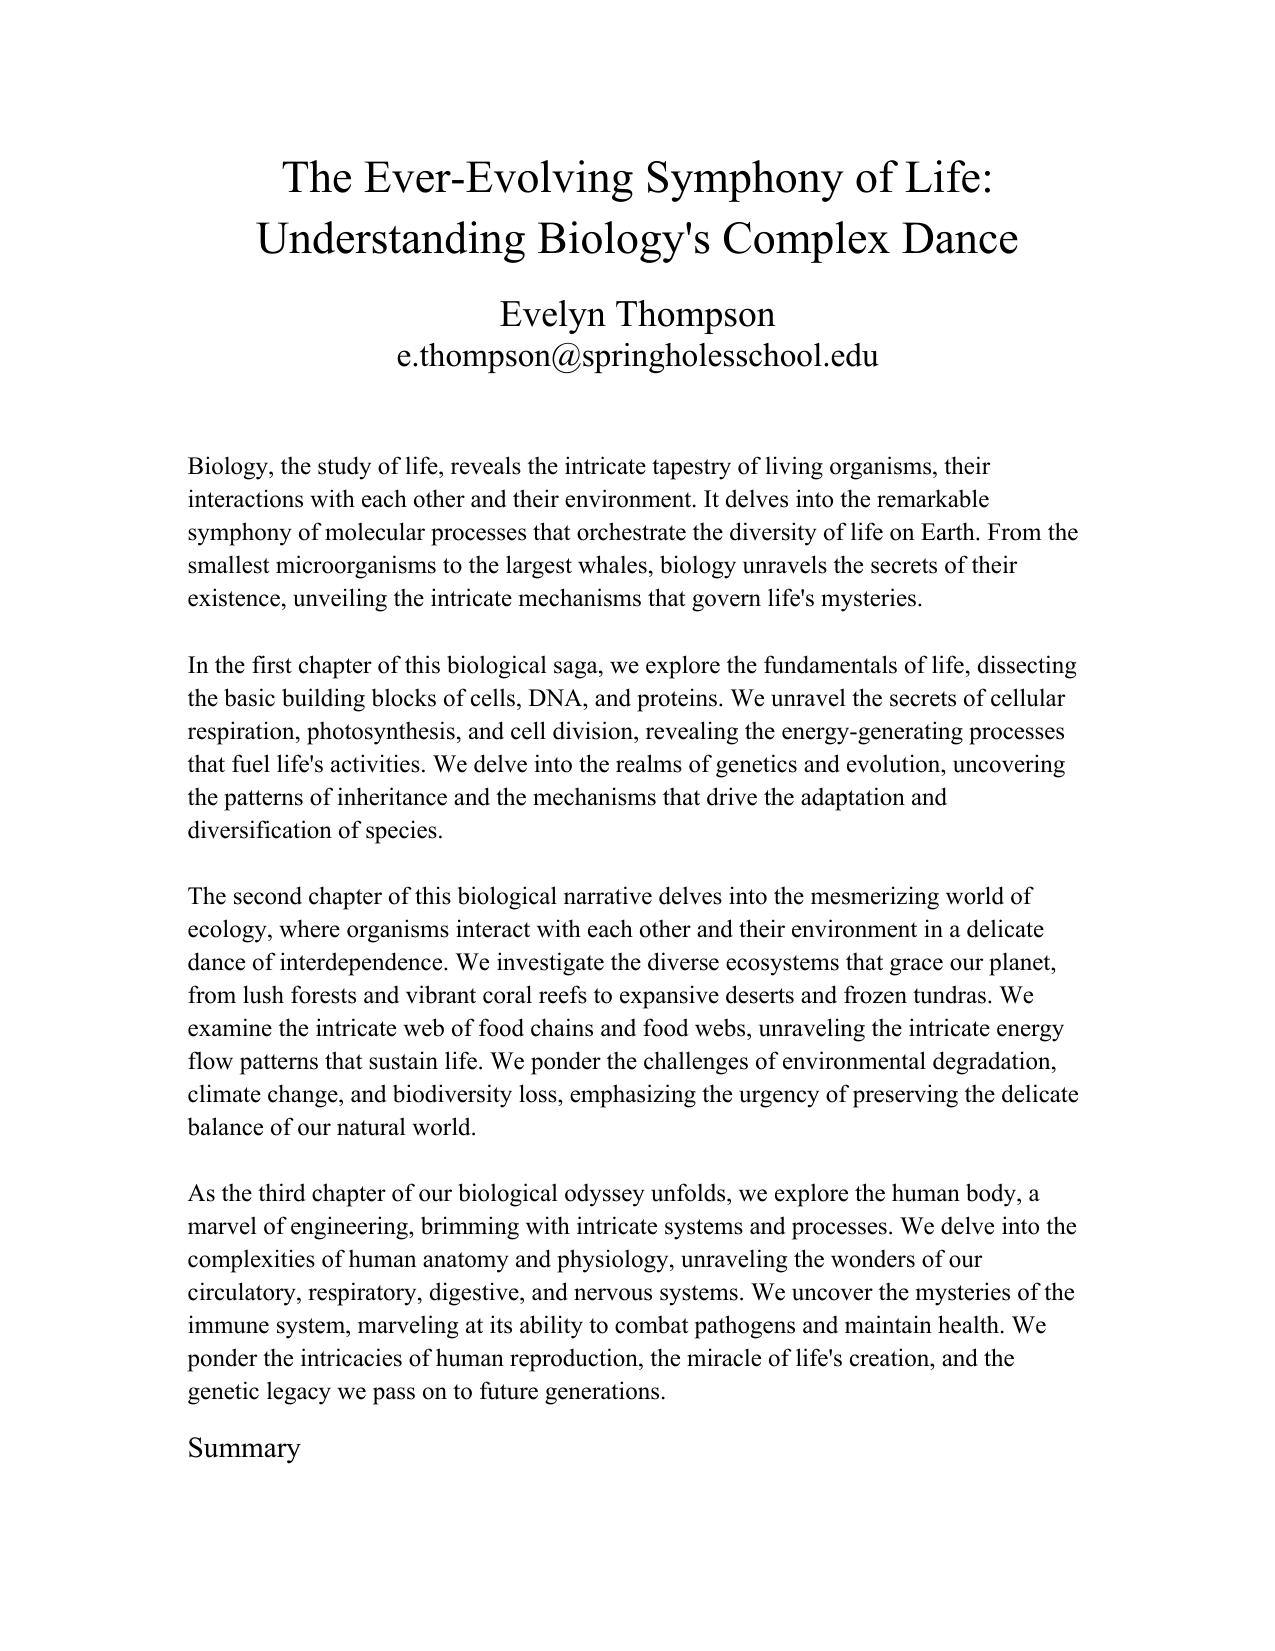 The Ever-Evolving Symphony of Life:
Understanding Biology's Complex Dance
Evelyn Thompson
e.thompson@springholesschool.edu
Biology, the study of life, reveals the intricate tapestry of living organisms, their
interactions with each other and their environment. It delves into the remarkable
symphony of molecular processes that orchestrate the diversity of life on Earth. From the
smallest microorganisms to the largest whales, biology unravels the secrets of their
existence, unveiling the intricate mechanisms that govern life's mysteries.
In the first chapter of this biological saga, we explore the fundamentals of life, dissecting
the basic building blocks of cells, DNA, and proteins. We unravel the secrets of cellular
respiration, photosynthesis, and cell division, revealing the energy-generating processes
that fuel life's activities. We delve into the realms of genetics and evolution, uncovering
the patterns of inheritance and the mechanisms that drive the adaptation and
diversification of species.
The second chapter of this biological narrative delves into the mesmerizing world of
ecology, where organisms interact with each other and their environment in a delicate
dance of interdependence. We investigate the diverse ecosystems that grace our planet,
from lush forests and vibrant coral reefs to expansive deserts and frozen tundras. We
examine the intricate web of food chains and food webs, unraveling the intricate energy
flow patterns that sustain life. We ponder the challenges of environmental degradation,
climate change, and biodiversity loss, emphasizing the urgency of preserving the delicate
balance of our natural world.
As the third chapter of our biological odyssey unfolds, we explore the human body, a
marvel of engineering, brimming with intricate systems and processes. We delve into the
complexities of human anatomy and physiology, unraveling the wonders of our
circulatory, respiratory, digestive, and nervous systems. We uncover the mysteries of the
immune system, marveling at its ability to combat pathogens and maintain health. We
ponder the intricacies of human reproduction, the miracle of life's creation, and the
genetic legacy we pass on to future generations.
Summary